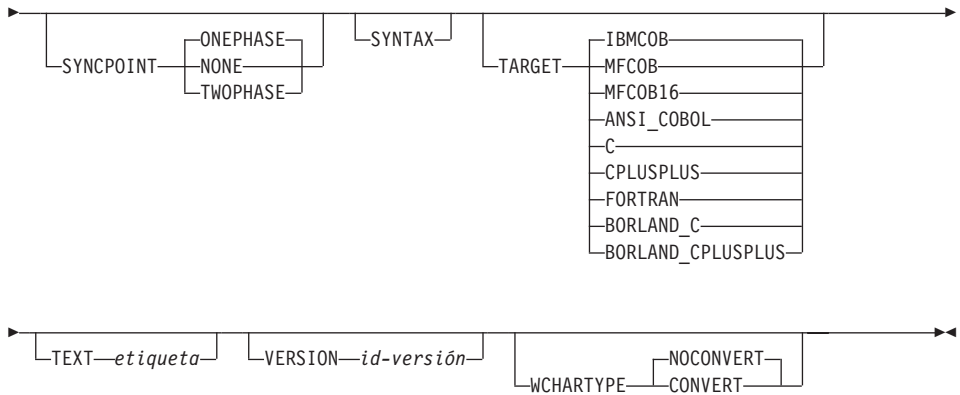 ONEPHASE
SYNCPOINT
NONE
TWOPHASE
SYNTAX
IBMCOB
TARGET
MFCOB
MFCOB16
ANSI_COBOL
C
CPLUSPLUS
FORTRAN
BORLAND_C
BORLAND_CPLUSPLUS
TEXT etiqueta
VERSION id-versión
NOCONVERT
WCHARTYPE
CONVERT